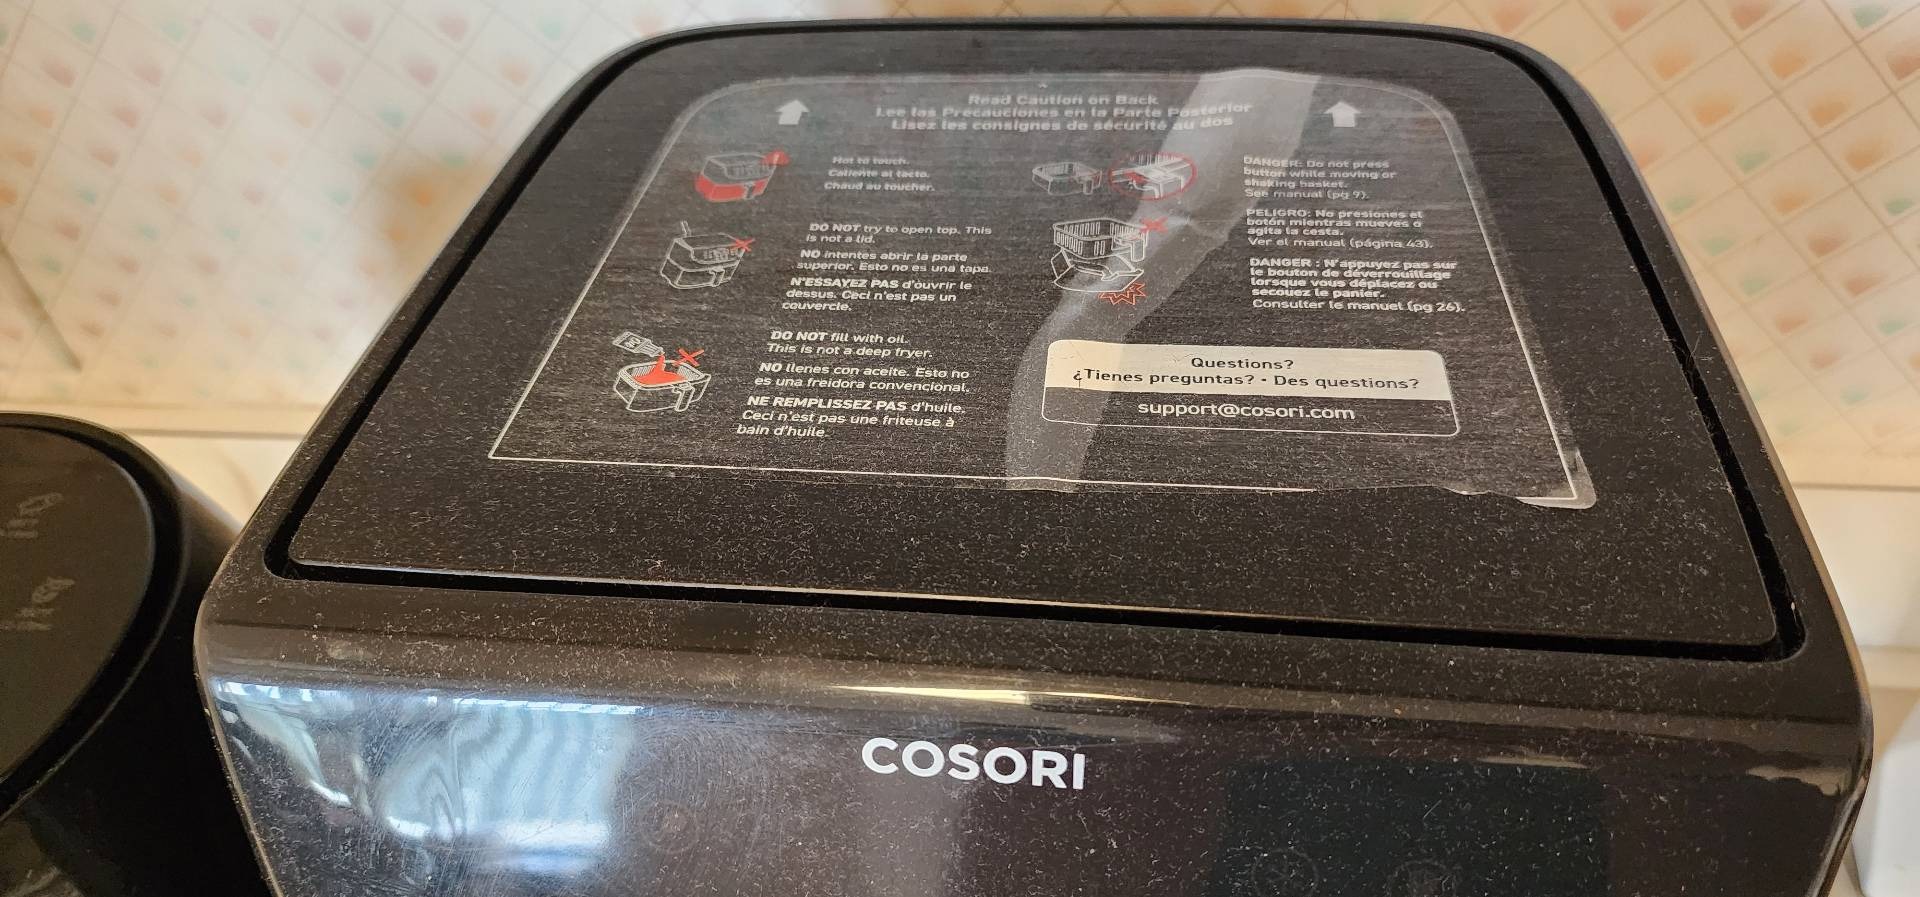 Read Caution on Back
Lee las Precauciones en la Parte Posterior
Lisez les consignes de sécurité au dos
Hot to touch.
Caliente al tacto.
Chaud au toucher.
DO NOT try to open top. This
is not a lid.
NO intentes abrir la parte
superior. Esto no es una tapa.
N'ESSAYEZ PAS d'ouvrir le
dessus. Ceci n'est pas un
couvercle.
DO NOT fill with oil.
This is not a deep fryer.
NO llenes con aceite. Esto no
es una freidora convencional.
NE REMPLISSEZ PAS d'huile.
Ceci n'est pas une friteuse à
bain d'huile
DANGER: Do not press
button while moving or
shaking basket.
See manual (pg 9).
PELIGRO: No presiones el
botón mientras mueves o
agita la cesta.
Ver el manual (página 43).
DANGER : N'appuyez pas sur
le bouton de déverrouillage
lorsque vous déplacez ou
secouez le panier.
Consulter le manuel (pg 26).
Questions?
¿Tienes preguntas? • Des questions?
support@cosori.com
COSORI